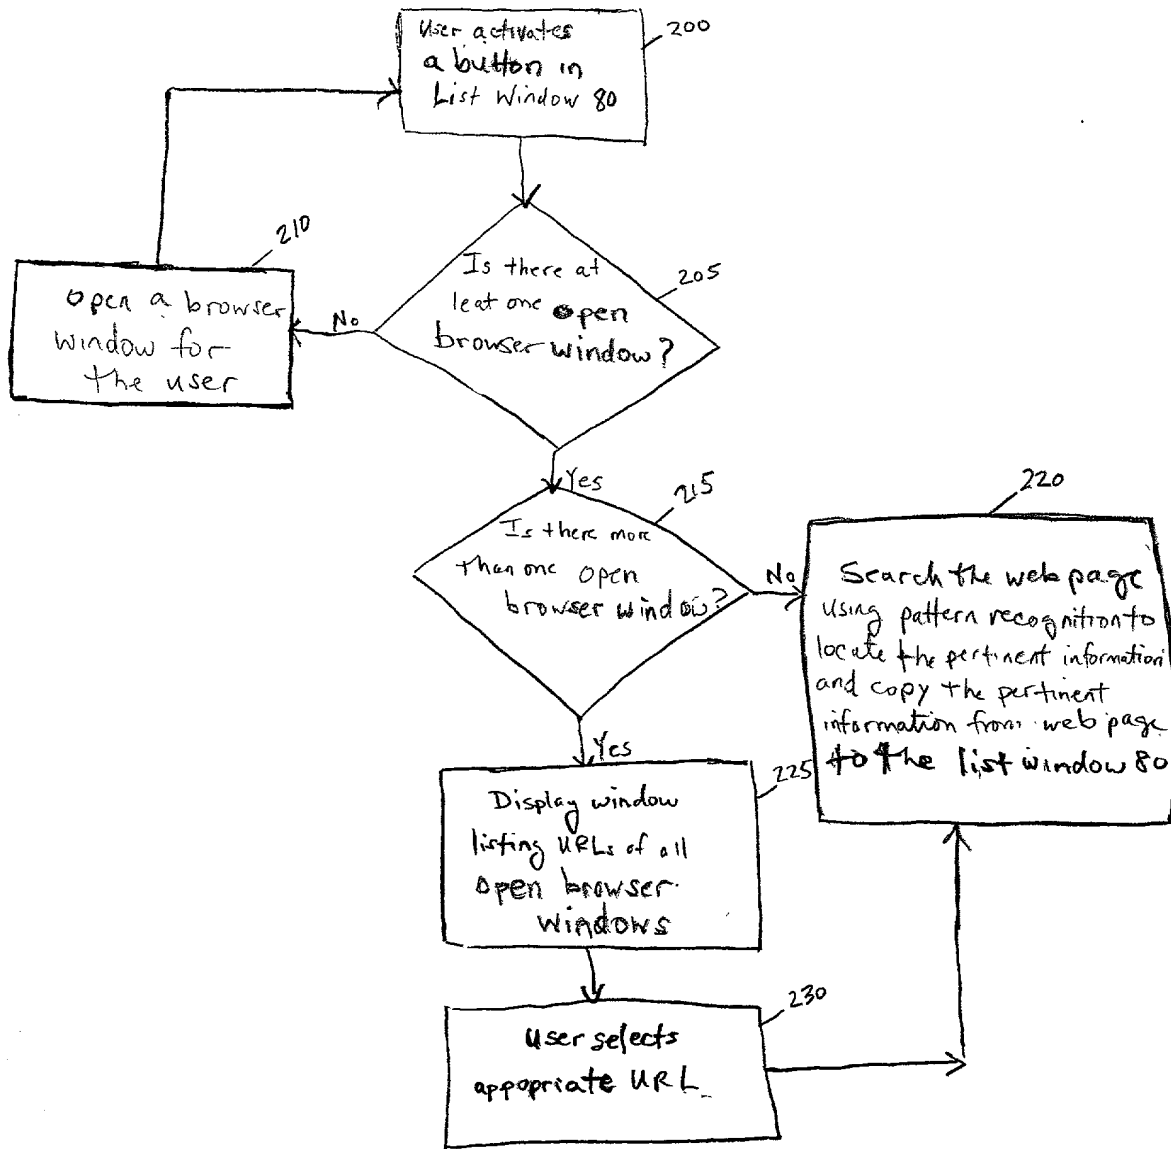 User activates
a button in
List Window 80
200
210
Open a browser
window for
the user
No
Is there at
leat one open
browser window?
205
Yes
Is there more
than one open
browser window?
215
No
220
Search the web page
using pattern recognition to
locate the pertinent information
and copy the pertinent
information from web page
to the list window 80
Yes
Display window
listing URLs of all
open browser
windows
225
User selects
appopriate URL
230